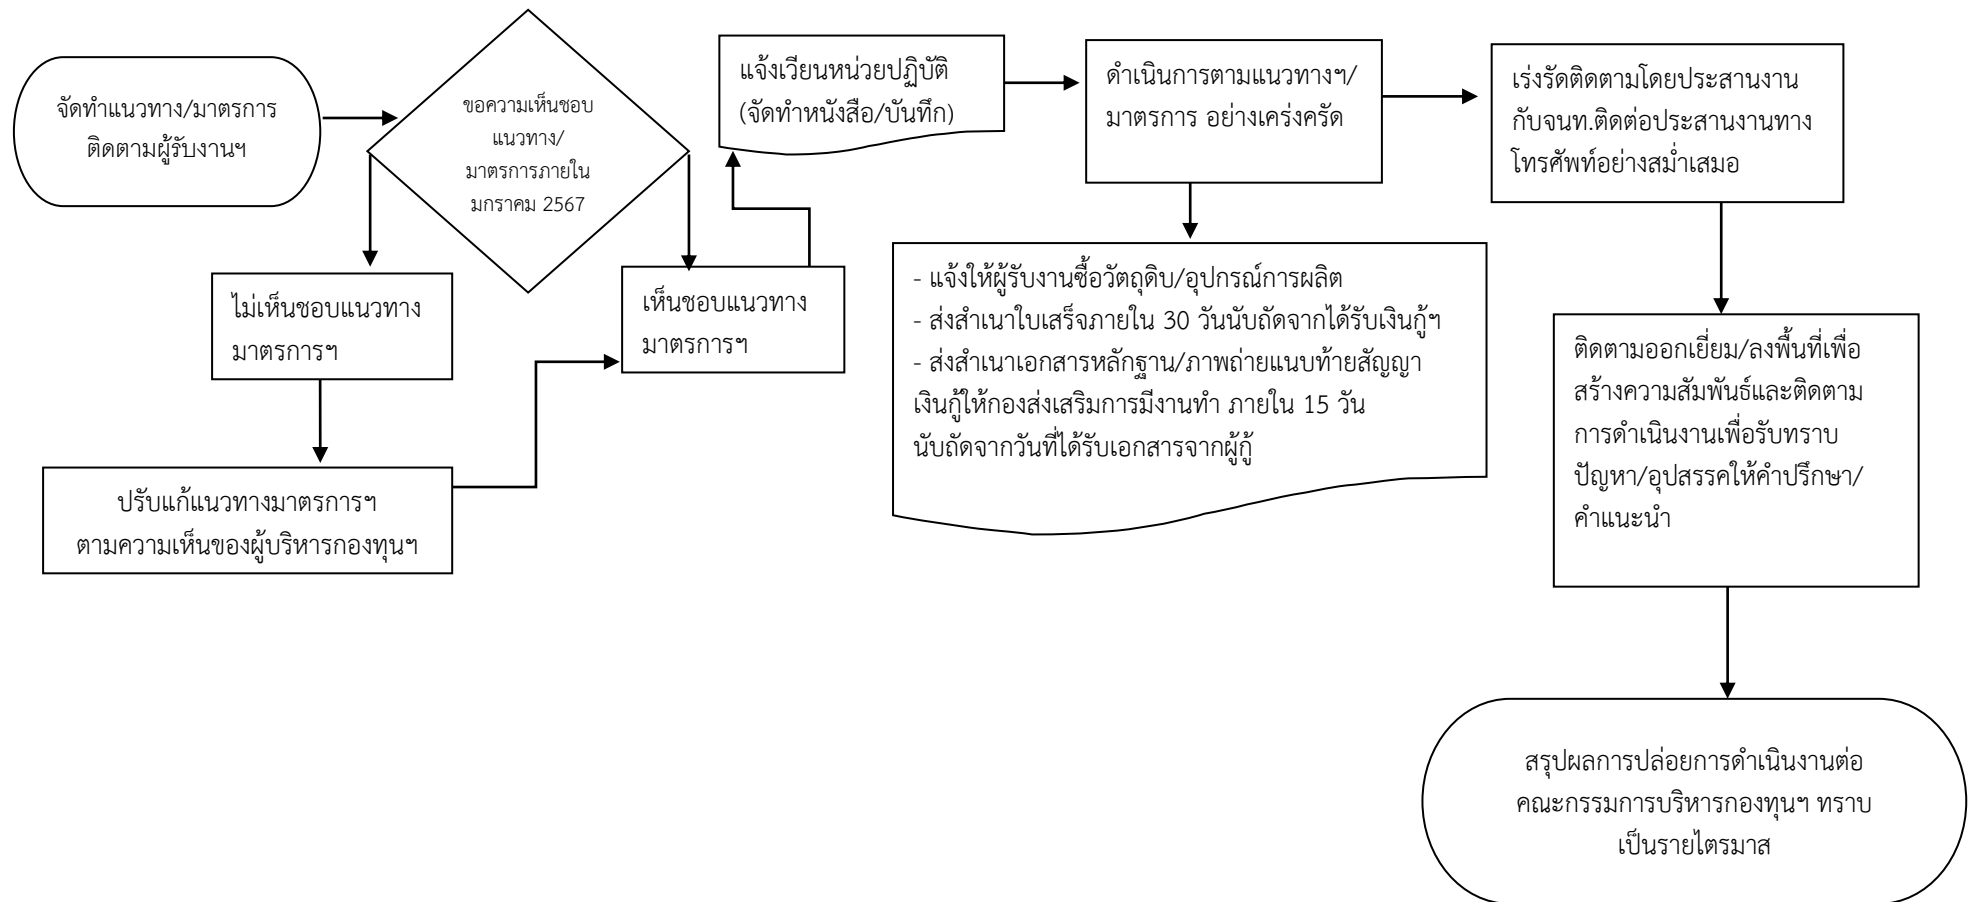 จัดทำแนวทาง/มาตรการ
ติดตามผู้รับงานฯ
ขอความเห็นชอบ
แนวทาง/
มาตรการภายใน
มกราคม 2567
ไม่เห็นชอบแนวทาง
มาตรการฯ
ปรับแก้แนวทางมาตรการฯ
ตามความเห็นของผู้บริหารกองทุนฯ
เห็นชอบแนวทาง
มาตรการฯ
แจ้งเวียนหน่วยปฏิบัติ
(จัดทำหนังสือ/บันทึก)
ดำเนินการตามแนวทางฯ/
มาตรการ อย่างเคร่งครัด
- แจ้งให้ผู้รับงานซื้อวัตถุดิบ/อุปกรณ์การผลิต
- ส่งสำเนาใบเสร็จภายใน 30 วันนับถัดจากได้รับเงินกู้ฯ
- ส่งสำเนาเอกสารหลักฐาน/ภาพถ่ายแนบท้ายสัญญา
เงินกู้ให้กองส่งเสริมการมีงานทำ ภายใน 15 วัน
นับถัดจากวันที่ได้รับเอกสารจากผู้กู้
เร่งรัดติดตามโดยประสานงาน
กับจนท.ติดต่อประสานงานทาง
โทรศัพท์อย่างสม่ำเสมอ
ติดตามออกเยี่ยม/ลงพื้นที่เพื่อ
สร้างความสัมพันธ์และติดตาม
การดำเนินงานเพื่อรับทราบ
ปัญหา/อุปสรรคให้คำปรึกษา/
คำแนะนำ
สรุปผลการปล่อยการดำเนินงานต่อ
คณะกรรมการบริหารกองทุนฯ ทราบ
เป็นรายไตรมาส